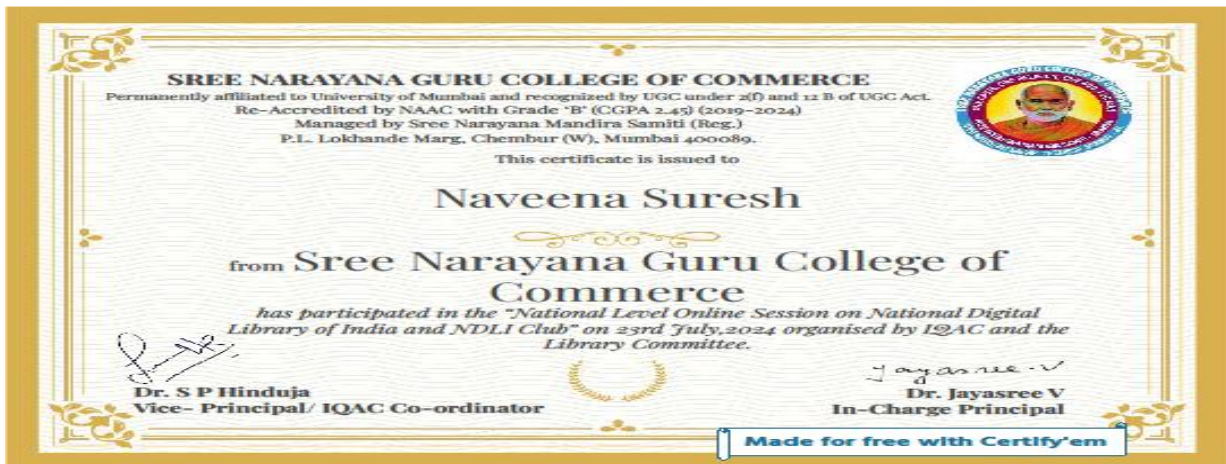 SREE NARAYANA GURU COLLEGE OF COMMERCE
Permanently affiliated to University of Mumbai and recognized by UGC under 2(f) and 12 B of UGC Act.
Re-Accredited by NAAC with Grade ‘B’ (CGPA 2.45) (2019-2024)
Managed by Sree Narayana Mandira Samiti (Reg.)
P.L. Lokhande Marg, Chembur (W), Mumbai 400089.
This certificate is issued to
Naveena Suresh
from Sree Narayana Guru College of
Commerce
has participated in the "National Level Online Session on National Digital
Library of India and NDLI Club" on 23rd July,2024 organised by IQAC and the
Library Committee.
Jayasree.V
Dr. S P Hinduja
Vice- Principal/ IQAC Co-ordinator
Dr. Jayasree V
In-Charge Principal
Made for free with Certify'em